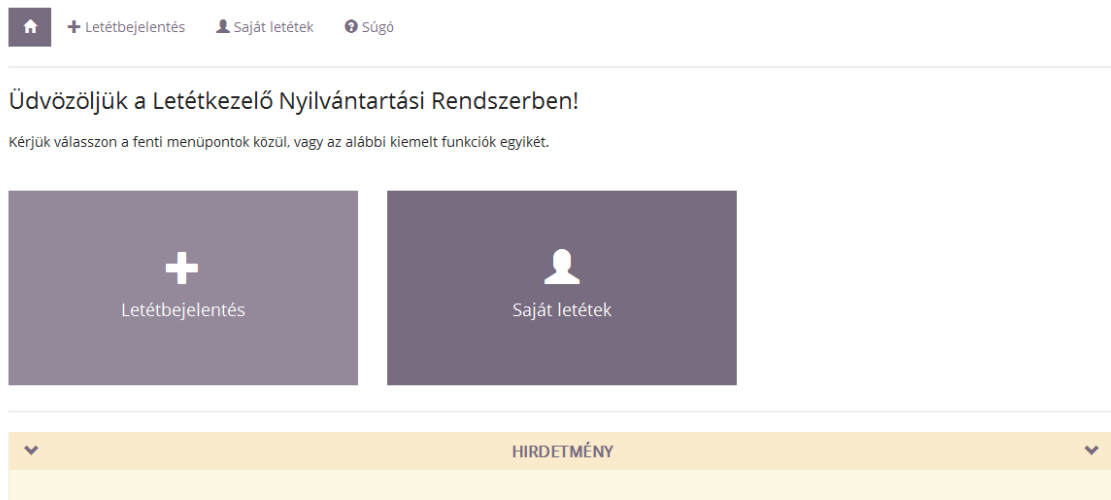 Letétbejelentés Saját letétek Súgó
Üdvözöljük a Letétkezelő Nyilvántartási Rendszerben!
Kérjük válasszon a fenti menüpontok közül, vagy az alábbi kiemelt funkciók egyikét.
Letétbejelentés
Saját letétek
HIRDETMÉNY